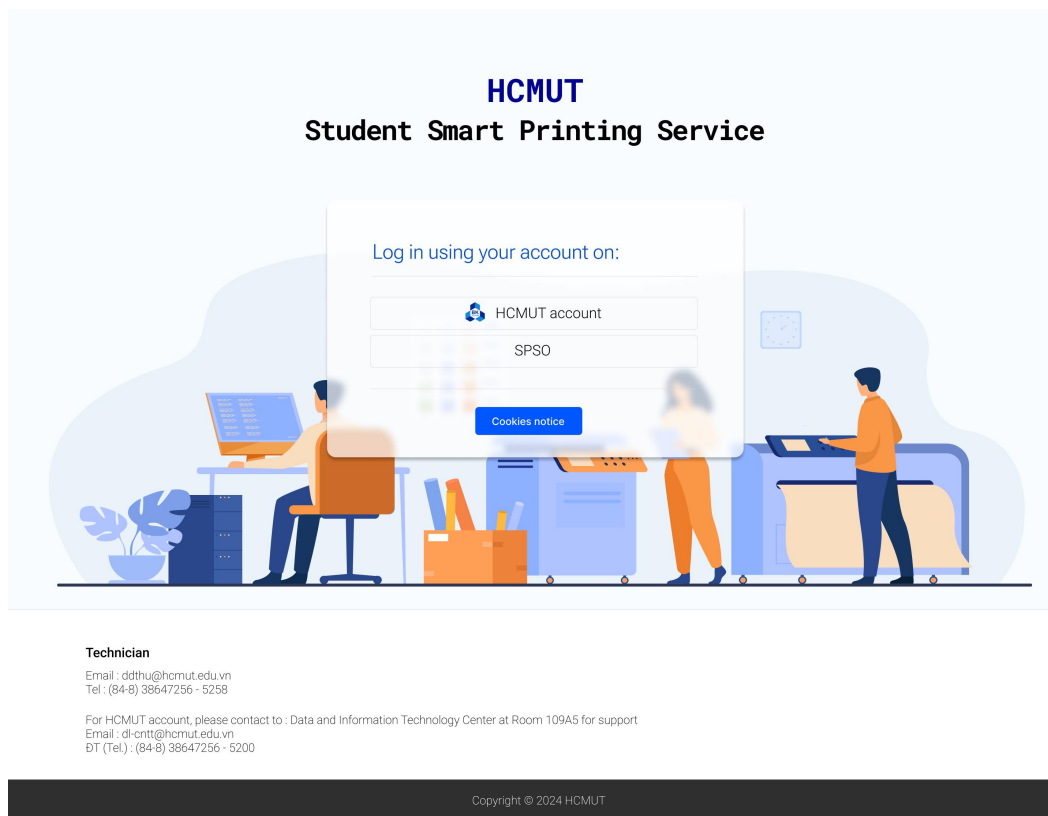 HCMUT
Student Smart Printing Service
Log in using your account on:
BK HCMUT account
SPSO
Cookies notice
Technician
Email : ddthu@hcmut.edu.vn
Tel : (84-8) 38647256 - 5258
For HCMUT account, please contact to : Data and Information Technology Center at Room 109A5 for support
Email : dl-cntt@hcmut.edu.vn
ĐT (Tel.) : (84-8) 38647256 - 5200
Copyright © 2024 HCMUT